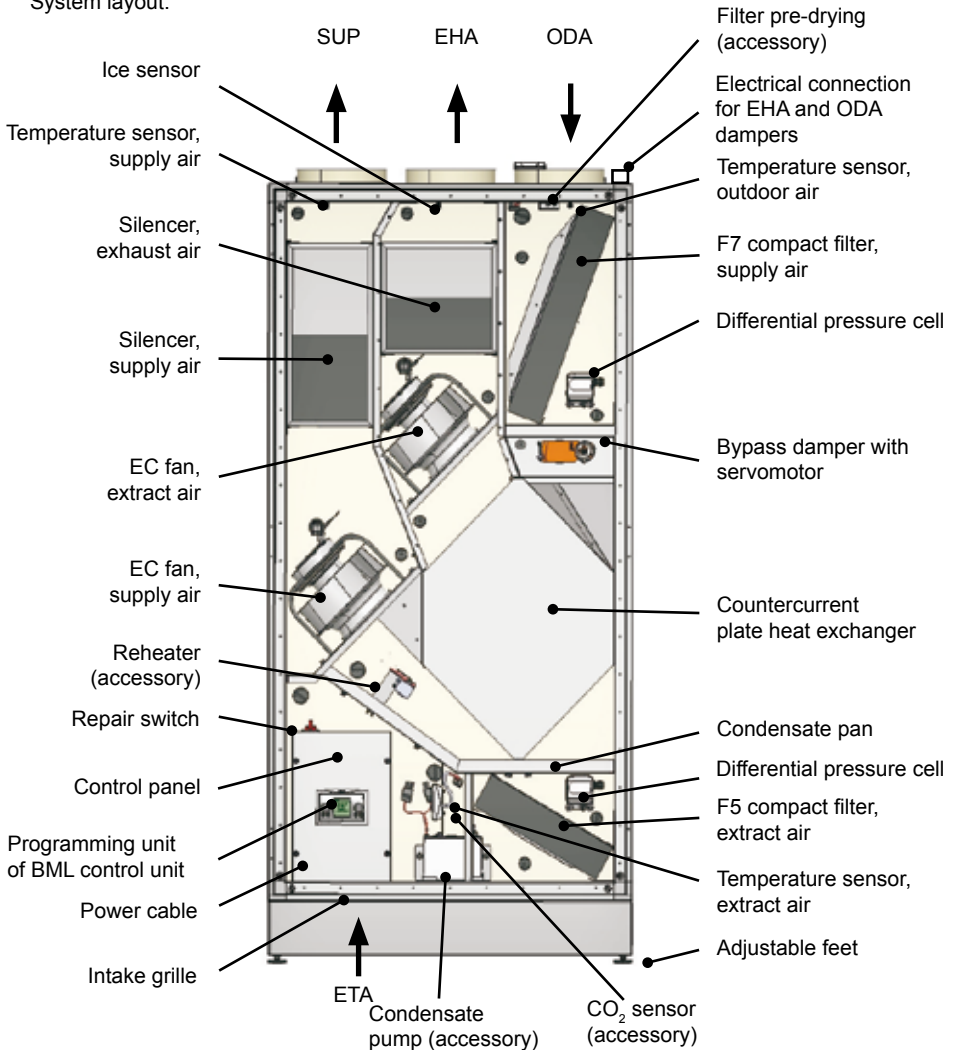 System layout:
SUP
EHA
ODA
Filter pre-drying
(accessory)
Ice sensor
Electrical connection
for EHA and ODA
dampers
Temperature sensor,
supply air
Temperature sensor,
outdoor air
Silencer,
exhaust air
F7 compact filter,
supply air
Differential pressure cell
Silencer,
supply air
Bypass damper with
servomotor
EC fan,
extract air
EC fan,
supply air
Countercurrent
plate heat exchanger
Reheater
(accessory)
Repair switch
Condensate pan
Control panel
Differential pressure cell
F5 compact filter,
extract air
Programming unit
of BML control unit
Temperature sensor,
extract air
Power cable
Adjustable feet
Intake grille
ETA
Condensate
pump (accessory)
CO₂ sensor
(accessory)